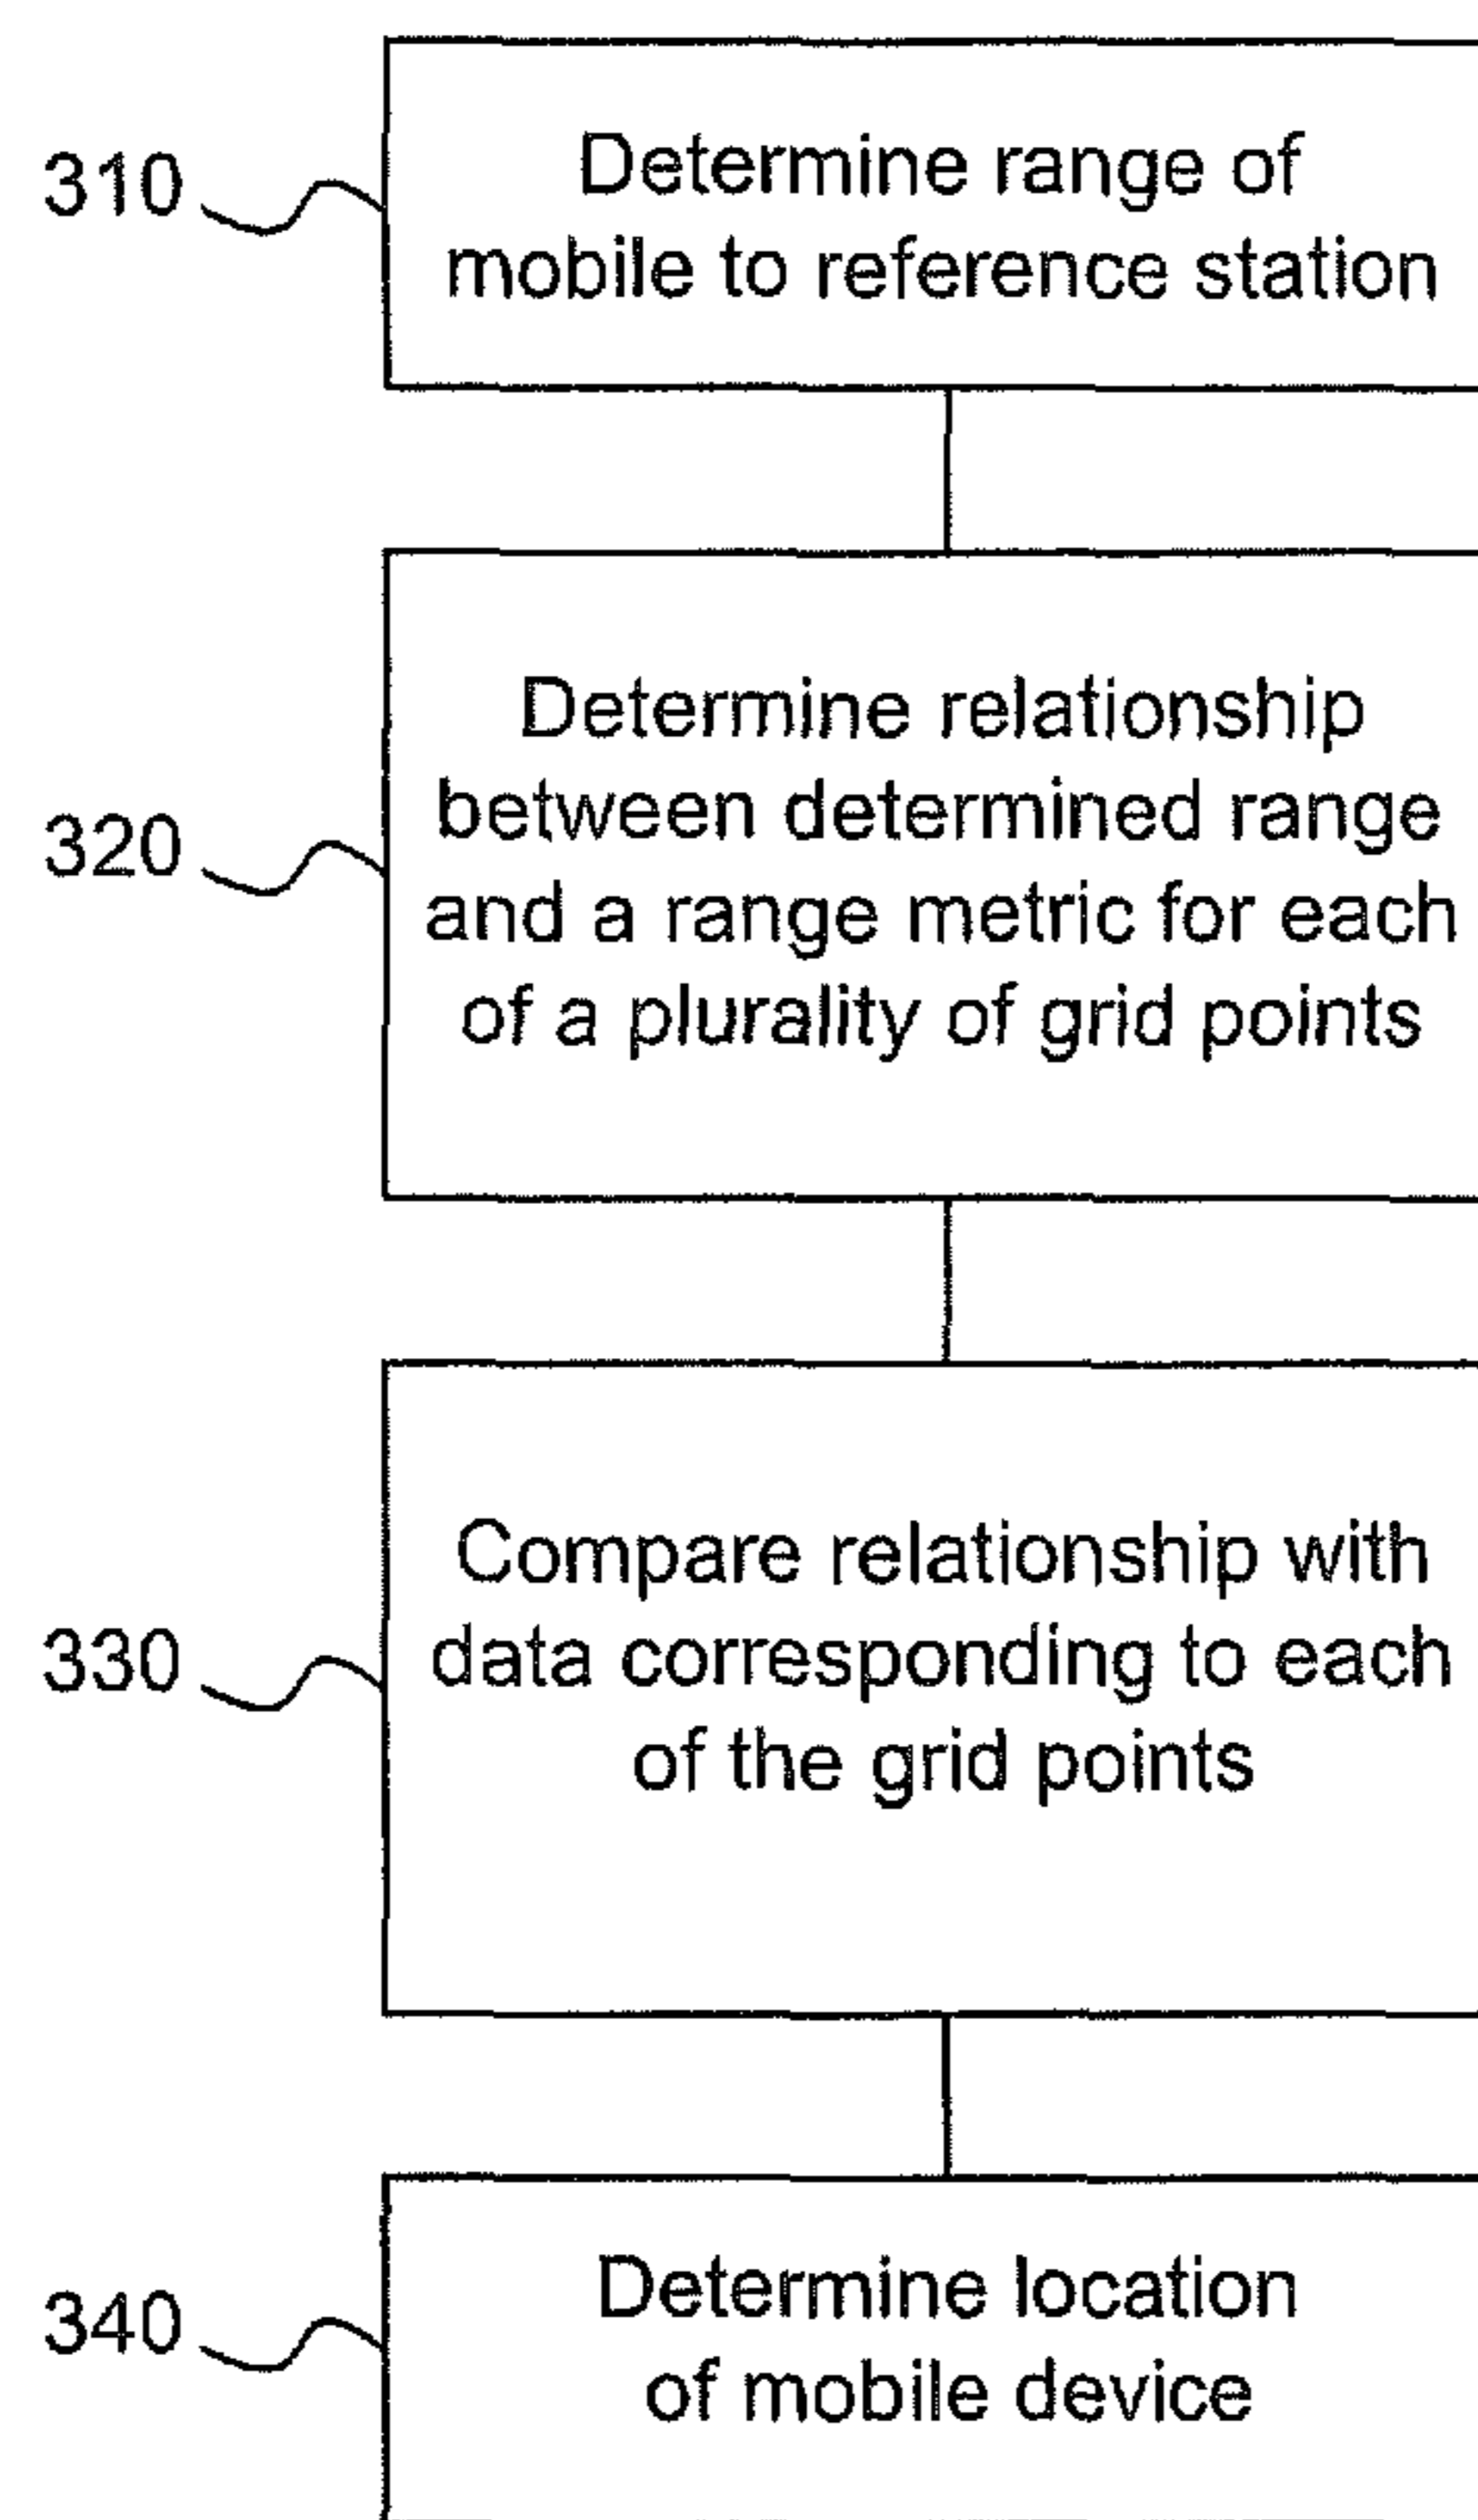 310
Determine range of
mobile to reference station
320
Determine relationship
between determined range
and a range metric for each
of a plurality of grid points
330
Compare relationship with
data corresponding to each
of the grid points
340
Determine location
of mobile device